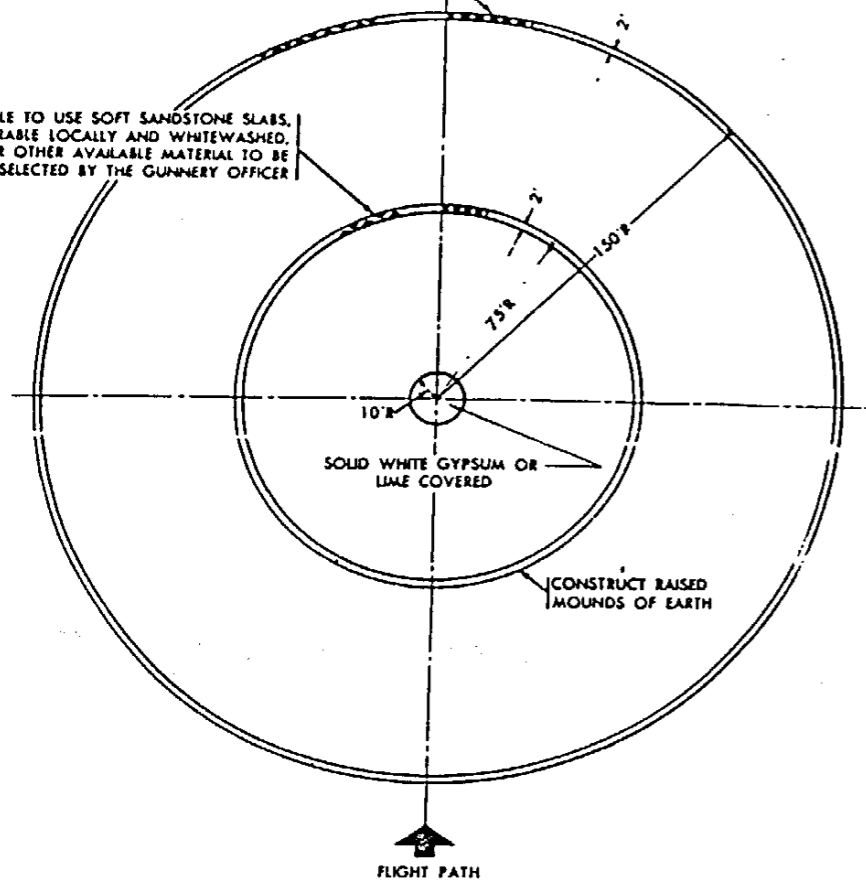 2'
LE TO USE SOFT SANDSTONE SLABS,
RABLE LOCALLY AND WHITEWASHED,
R OTHER AVAILABLE MATERIAL TO BE
SELECTED BY THE GUNNERY OFFICER
2'
150'R
75'R
10'R
SOLID WHITE GYPSUM OR
LIME COVERED
CONSTRUCT RAISED
MOUNDS OF EARTH
FLIGHT PATH